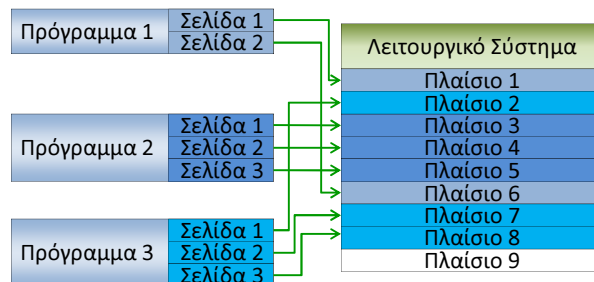 Πρόγραμμα 1
Σελίδα 1
Σελίδα 2
Πρόγραμμα 2
Σελίδα 1
Σελίδα 2
Σελίδα 3
Πρόγραμμα 3
Σελίδα 1
Σελίδα 2
Σελίδα 3
Λειτουργικό Σύστημα
Πλαίσιο 1
Πλαίσιο 2
Πλαίσιο 3
Πλαίσιο 4
Πλαίσιο 5
Πλαίσιο 6
Πλαίσιο 7
Πλαίσιο 8
Πλαίσιο 9